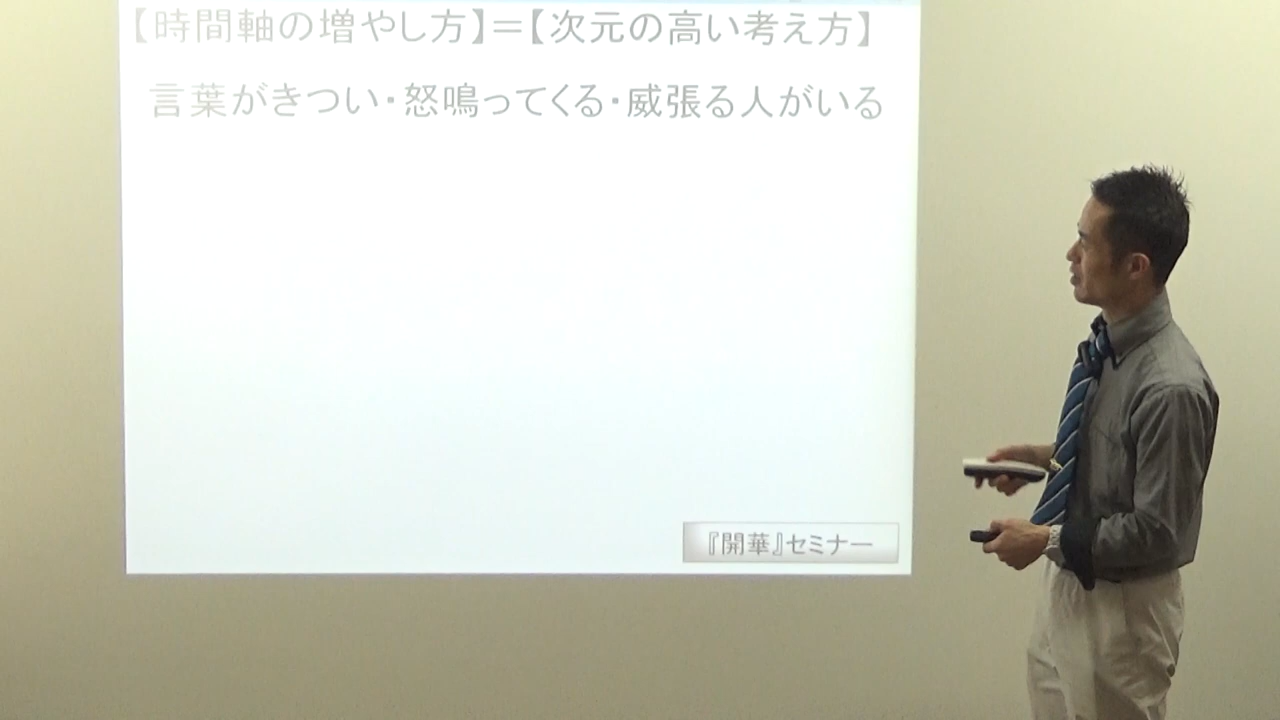 【時間軸の増やし方】＝【次元の高い考え方】
言葉がきつい・怒鳴ってくる・威張る人がいる
『開華』セミナー